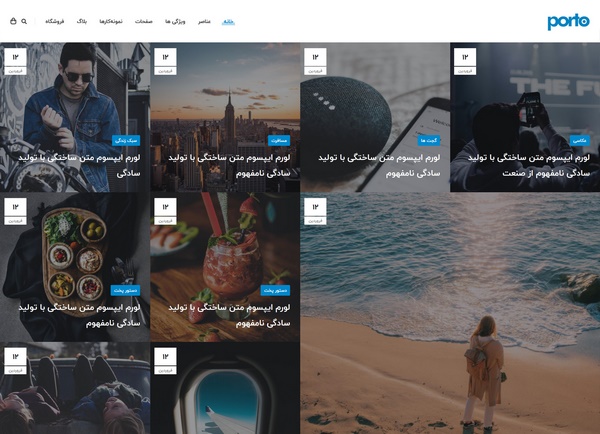 porto
خانه
عناصر
ویژگی ها
صفحات
نمونه‌کارها
بلاگ
فروشگاه
۱۲
فروردین
عکاسی
لورم ایپسوم متن ساختگی با تولید
سادگی نامفهوم از صنعت
۱۲
فروردین
گجت ها
لورم ایپسوم متن ساختگی با تولید
سادگی نامفهوم
۱۲
فروردین
مسافرت
لورم ایپسوم متن ساختگی با تولید
سادگی نامفهوم
۱۲
فروردین
سبک زندگی
لورم ایپسوم متن ساختگی با تولید
سادگی
۱۲
فروردین
۱۲
فروردین
دستور پخت
لورم ایپسوم متن ساختگی با تولید
سادگی نامفهوم
۱۲
فروردین
دستور پخت
لورم ایپسوم متن ساختگی با تولید
سادگی نامفهوم
۱۲
فروردین
۱۲
فروردین